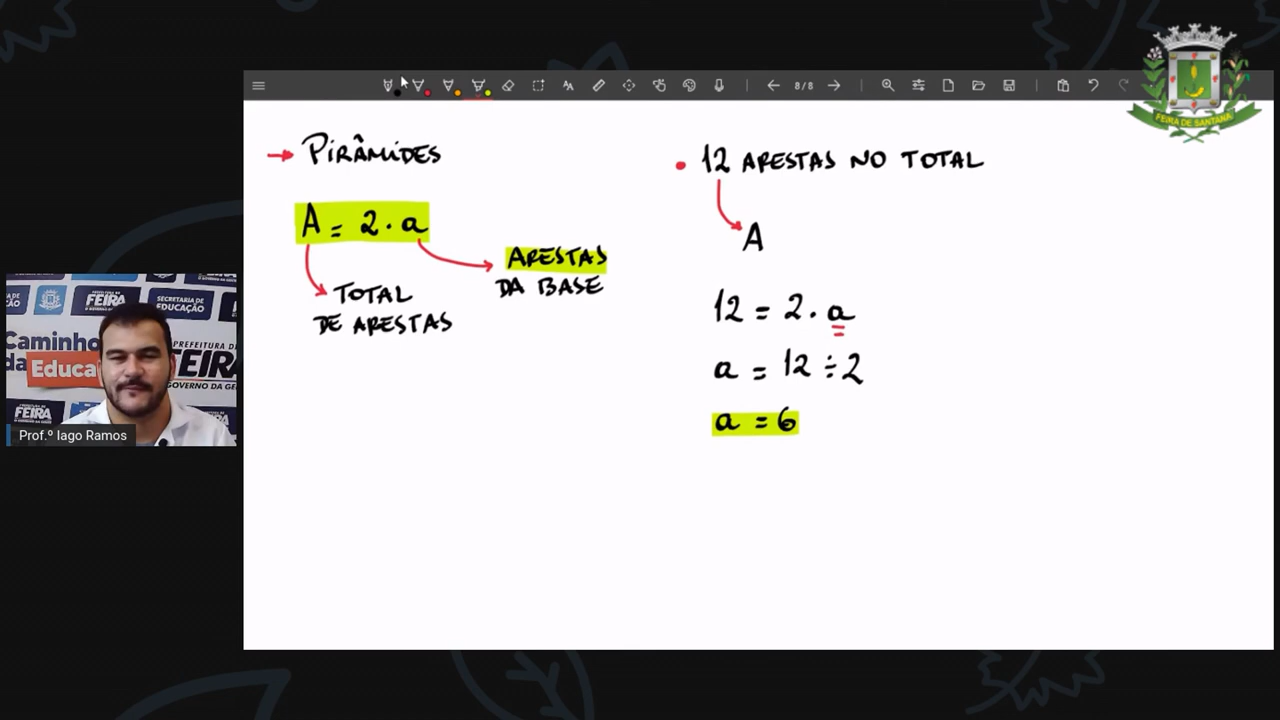 8/8
FEIRA DE SANTANA
→ PIRÂMIDES
A = 2 · a
ARESTAS
DA BASE
TOTAL
DE ARESTAS
• 12 ARESTAS NO TOTAL
A
12 = 2 · a
a = 12 ÷ 2
a = 6
PREFEITURA
FEIRA
SECRETARIA DE
EDUCAÇÃO
Caminho
da Educa
PREFEITURA DE
FEIRA
GOVERNO DA GE
FEIRA
Prof.º Iago Ramos